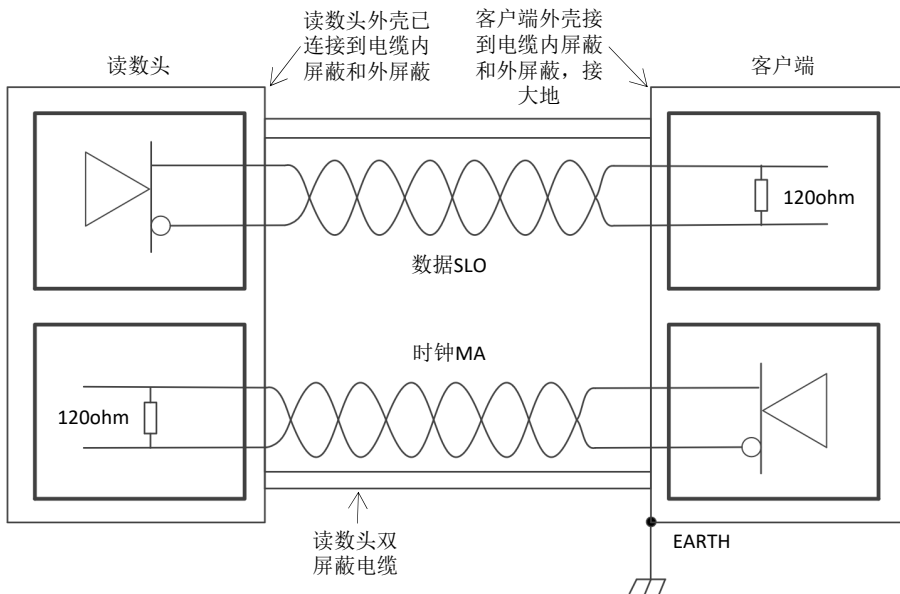 读数头外壳已
连接到电缆内
屏蔽和外屏蔽
客户端外壳接
到电缆内屏蔽
和外屏蔽，接
大地
读数头
客户端
120ohm
数据SLO
时钟MA
120ohm
读数头双
屏蔽电缆
EARTH